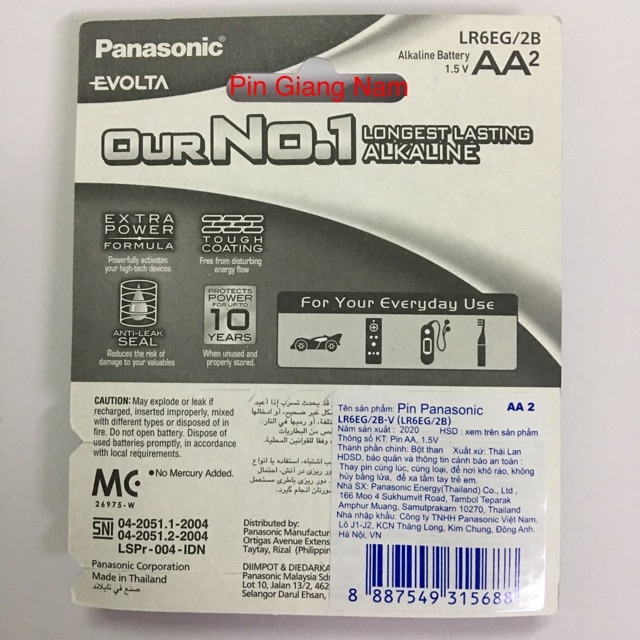 Panasonic
EVOLTA
LR6EG/2B
Alkaline Battery
1.5 V
AA2
Pin Giang Nam
OUR NO.1 LONGEST LASTING
ALKALINE
EXTRA
POWER
FORMULA
Powerfully activates
your high-tech devices
TOUGH
COATING
Free from disturbing
energy flow
ANTI-LEAK
SEAL
Reduces the risk of
damage to your valuables
PROTECTS
POWER
FOR UP TO
10
YEARS
When unused and
properly stored.
For Your Everyday Use
CAUTION: May explode or leak if
recharged, inserted improperly, mixed
with different types or disposed of in
fire. Do not open battery. Dispose of
used batteries promptly, in accordance
with local requirements.
MC
26975-W
•No Mercury Added.
SNI
04-2051.1-2004
04-2051.2-2004
LSPr-004-IDN
Panasonic Corporation
Made in Thailand
صنع في تايلاند
Distributed by:
Panasonic Manufactur
Ortigas Avenue Extens
Taytay, Rizal (Philippin
DIIMPOT & DIEDARKA
Panasonic Malaysia Sdn
Lot 10, Jalan 13/2, 462
Selangor Darul Ehsan,
Tên sản phẩm: Pin Panasonic AA 2
LR6EG/2B-V (LR6EG/2B)
Năm sản xuất : 2020 HSD : xem trên sản phẩm
Thông số KT: Pin AA, 1.5V
Thành phần chính: Bột than Xuất xứ: Thái Lan
HDSD, bảo quản và thông tin cảnh báo an toàn :
Thay pin cùng lúc, cùng loại, để nơi khô ráo, không
hủy bằng lửa, để xa tầm tay trẻ em.
Nhà SX: Panasonic Energy(Thailand) Co., Ltd ,
166 Moo 4 Sukhumvit Road, Tambol Teparak
Amphur Muang, Samutprakarn 10270, Thailand
Nhà nhập khẩu: Công ty TNHH Panasonic Việt Nam.
Lô J1-J2, KCN Thăng Long, Kim Chung, Đông Anh.
Hà Nội, VN
8 887549 315688